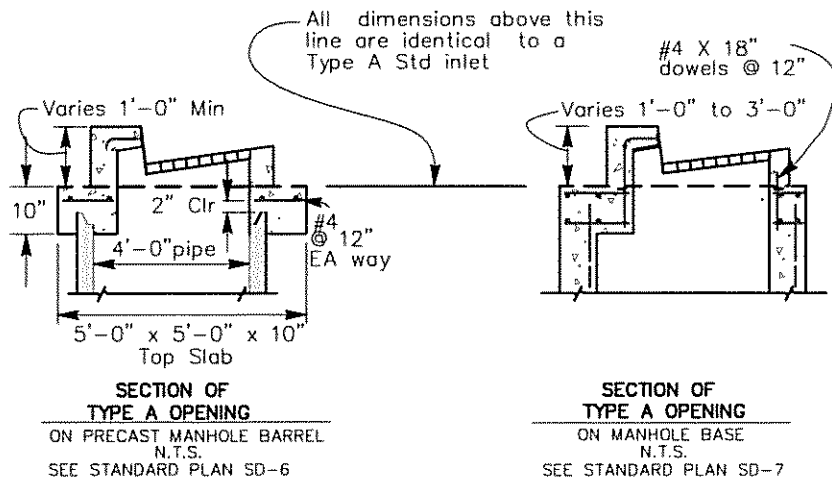 All dimensions above this
line are identical to a
Type A Std inlet
#4 X 18"
dowels @ 12"
Varies 1'-0" Min
Varies 1'-0" to 3'-0"
10"
2" Clr
#4
@ 12"
EA way
4'-0"pipe
5'-0" x 5'-0" x 10"
Top Slab
SECTION OF
TYPE A OPENING
ON PRECAST MANHOLE BARREL
N.T.S.
SEE STANDARD PLAN SD-6
SECTION OF
TYPE A OPENING
ON MANHOLE BASE
N.T.S.
SEE STANDARD PLAN SD-7